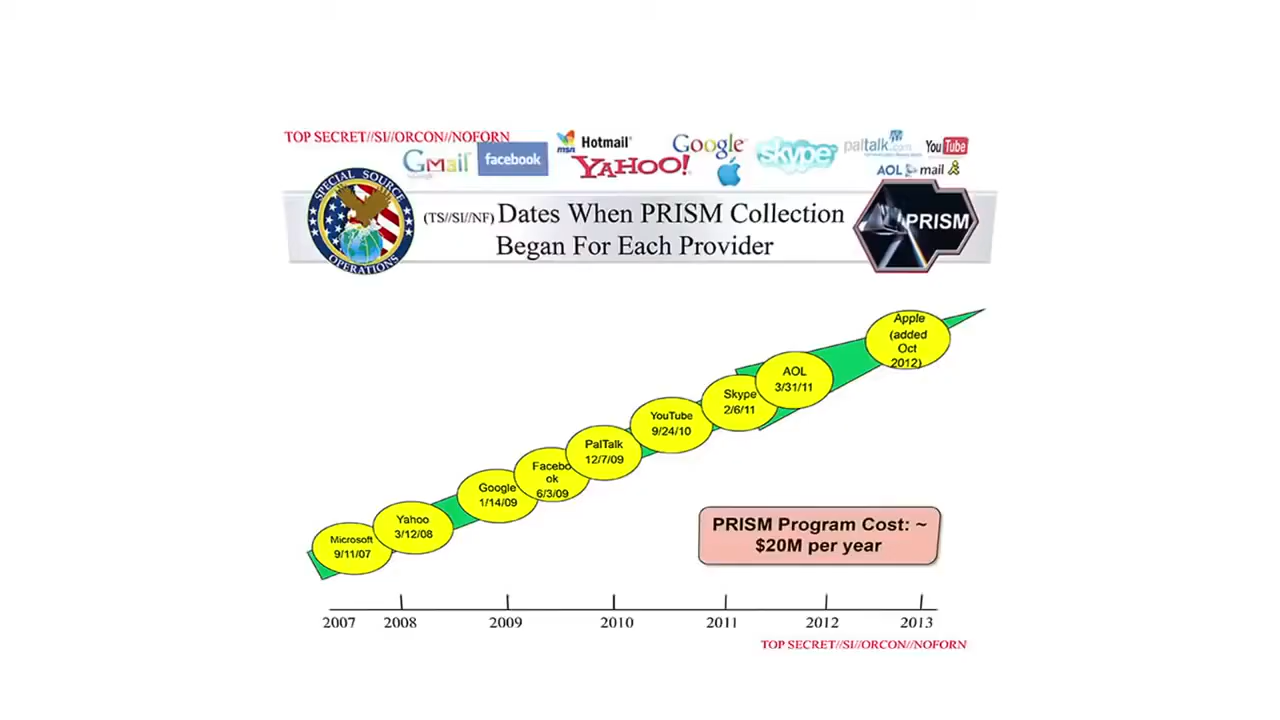 TOP SECRET//SI//ORCON//NOFORN
Gmail
facebook
msn
Hotmail
YAHOO!
Google
skype
paltalk.com
YouTube
AOL mail
SPECIAL SOURCE
OPERATIONS
(TS//SI//NF) Dates When PRISM Collection
Began For Each Provider
PRISM
Apple
(added
Oct
2012)
AOL
3/31/11
Skype
2/6/11
YouTube
9/24/10
PalTalk
12/7/09
Facebo
ok
6/3/09
Google
1/14/09
Yahoo
3/12/08
Microsoft
9/11/07
PRISM Program Cost: ~
$20M per year
2007 2008 2009 2010 2011 2012 2013
TOP SECRET//SI//ORCON//NOFORN